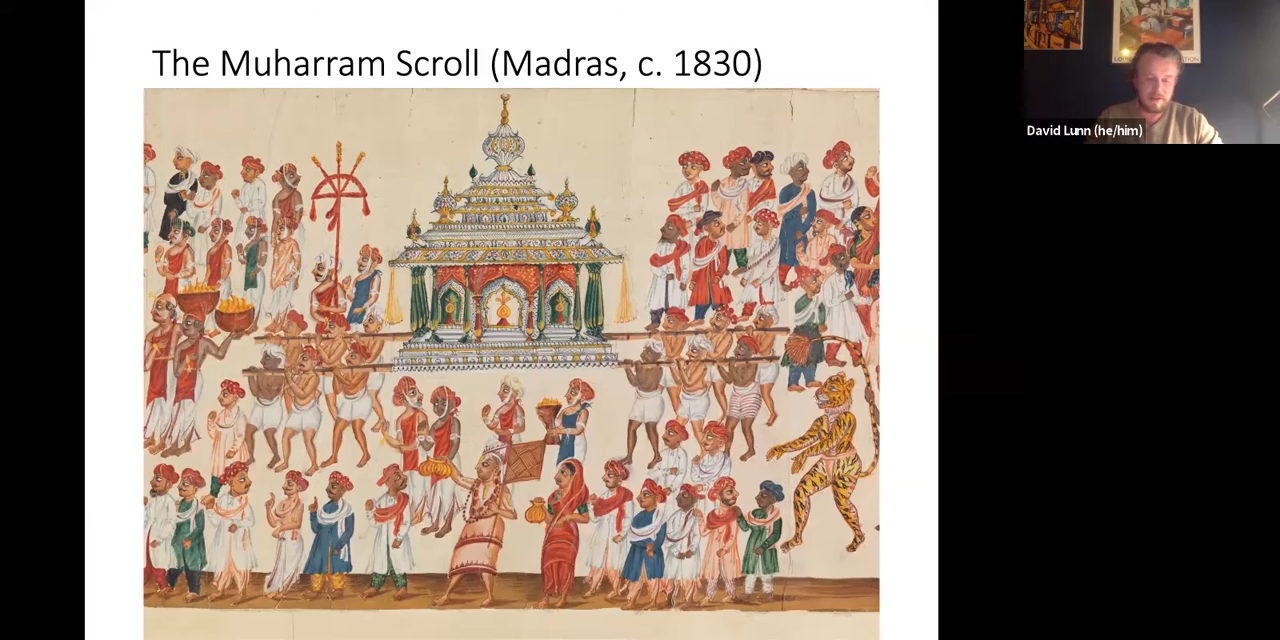 The Muharram Scroll (Madras, c. 1830)
David Lunn (he/him)